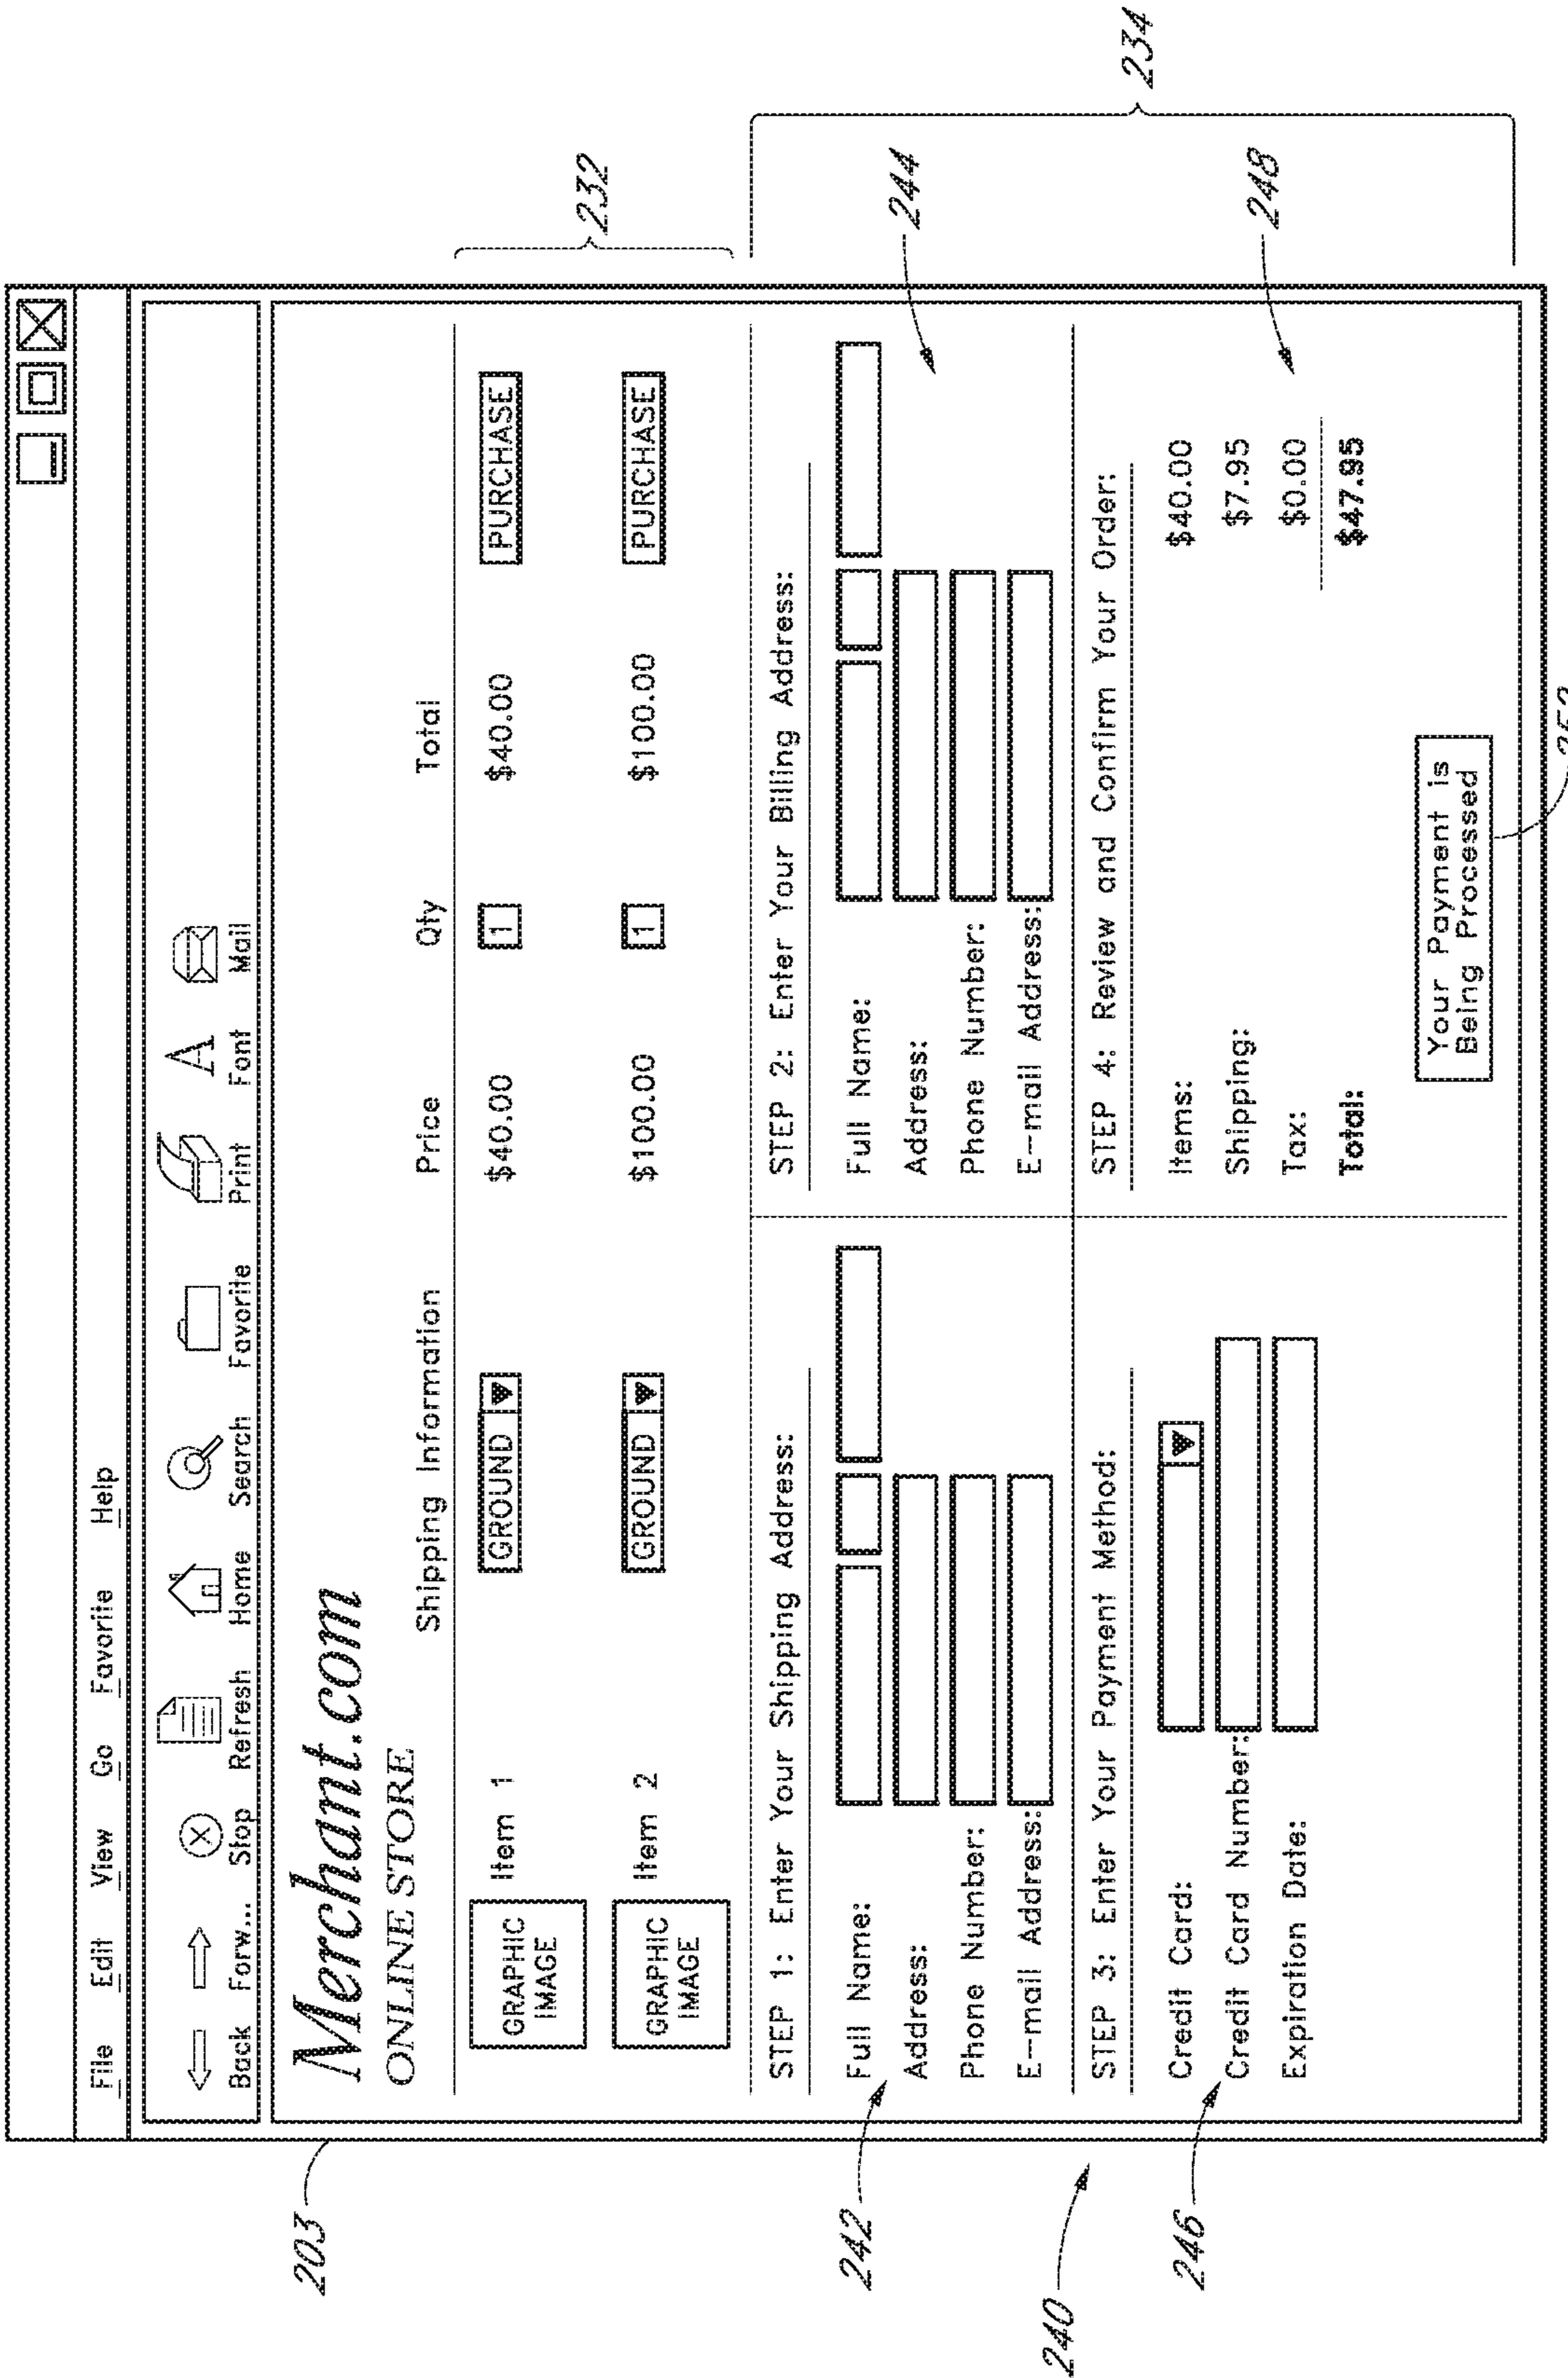 File Edit View Go Favorite Help
Back Forw... Stop Refresh Home Search Favorite Print Font Mail
203
Merchant.com
ONLINE STORE
Shipping Information Price Qty Total
GRAPHIC
IMAGE
Item 1 GROUND $40.00 1 $40.00 PURCHASE
232
GRAPHIC
IMAGE
Item 2 GROUND $100.00 1 $100.00 PURCHASE
STEP 1: Enter Your Shipping Address:
Full Name:
Address:
Phone Number:
E-mail Address:
242
STEP 2: Enter Your Billing Address:
Full Name:
Address:
Phone Number:
E-mail Address:
244
234
240
STEP 3: Enter Your Payment Method:
Credit Card:
Credit Card Number:
Expiration Date:
246
STEP 4: Review and Confirm Your Order:
Items: $40.00
Shipping: $7.95
Tax: $0.00
Total: $47.95
248
Your Payment is
Being Processed